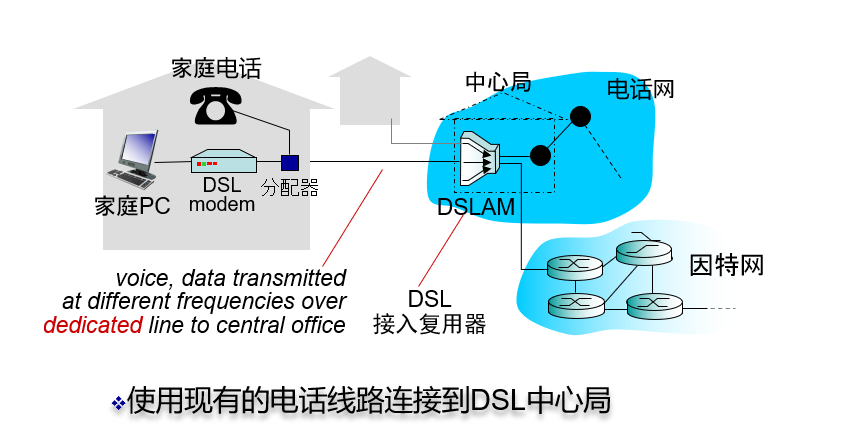 家庭电话
中心局
电话网
家庭PC
DSL
modem
分配器
DSLAM
因特网
voice, data transmitted
at different frequencies over
dedicated line to central office
DSL
接入复用器
使用现有的电话线路连接到DSL中心局